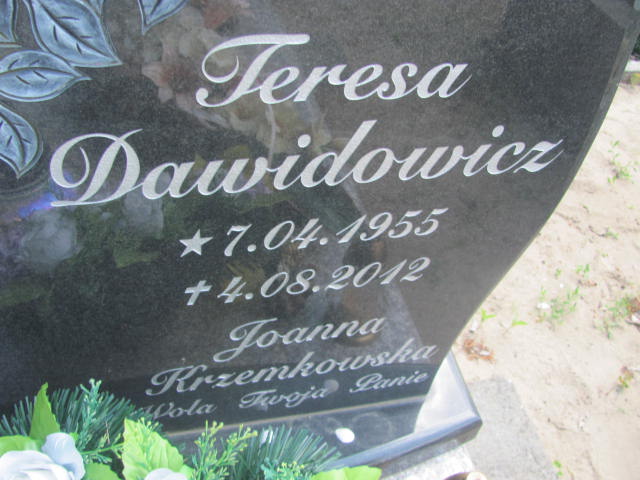 Teresa
Dawidowicz
★ 7.04.1955
✝ 4.08.2012
Joanna
Krzemkowska
Wola Twoja Panie